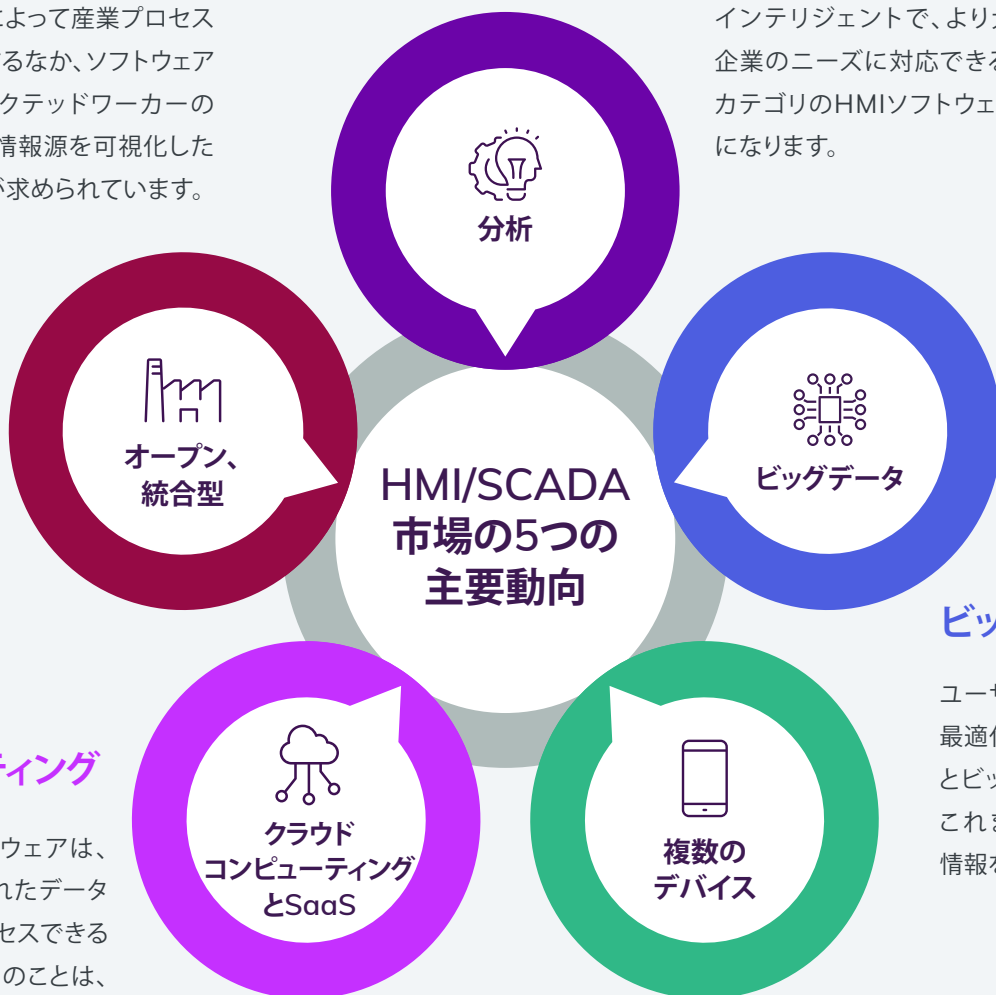 よって産業プロセス
るなか、ソフトウェア
クテッドワーカーの
情報源を可視化した
が求められています。
インテリジェントで、より
企業のニーズに対応できる
カテゴリのHMIソフトウェ
になります。
分析
オープン、
統合型
ビッグデータ
HMI/SCADA
市場の5つの
主要動向
ティング
ウェアは、
れたデータ
セスできる
のことは、
クラウド
コンピューティング
とSaaS
複数の
デバイス
ビッ
ユーサ
最適化
とビッ
これま
情報を